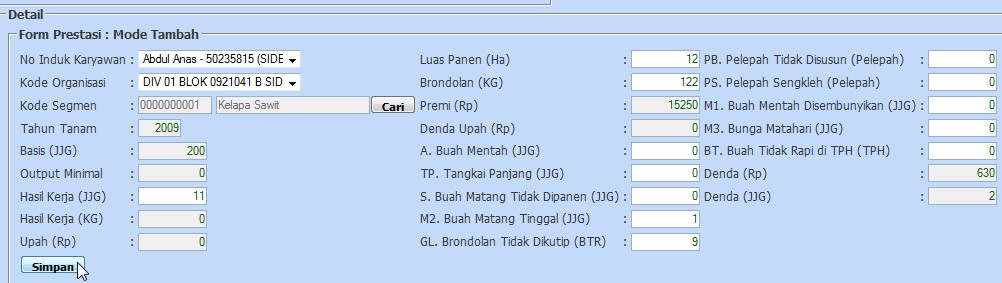 Detail
Form Prestasi : Mode Tambah
No Induk Karyawan : Abdul Anas - 50235815 (SIDE
Kode Organisasi : DIV 01 BLOK 0921041 B SID
Kode Segmen : 0000000001 Kelapa Sawit Cari
Tahun Tanam : 2009
Basis (JJG) : 200
Output Minimal : 0
Hasil Kerja (JJG) : 11
Hasil Kerja (KG) : 0
Upah (Rp) : 0
Simpan
Luas Panen (Ha) : 12
Brondolan (KG) : 122
Premi (Rp) : 15250
Denda Upah (Rp) : 0
A. Buah Mentah (JJG) : 0
TP. Tangkai Panjang (JJG) : 0
S. Buah Matang Tidak Dipanen (JJG) : 0
M2. Buah Matang Tinggal (JJG) : 1
GL. Brondolan Tidak Dikutip (BTR) : 9
PB. Pelepah Tidak Disusun (Pelepah) : 0
PS. Pelepah Sengkleh (Pelepah) : 0
M1. Buah Mentah Disembunyikan (JJG) : 0
M3. Bunga Matahari (JJG) : 0
BT. Buah Tidak Rapi di TPH (TPH) : 0
Denda (Rp) : 630
Denda (JJG) : 2